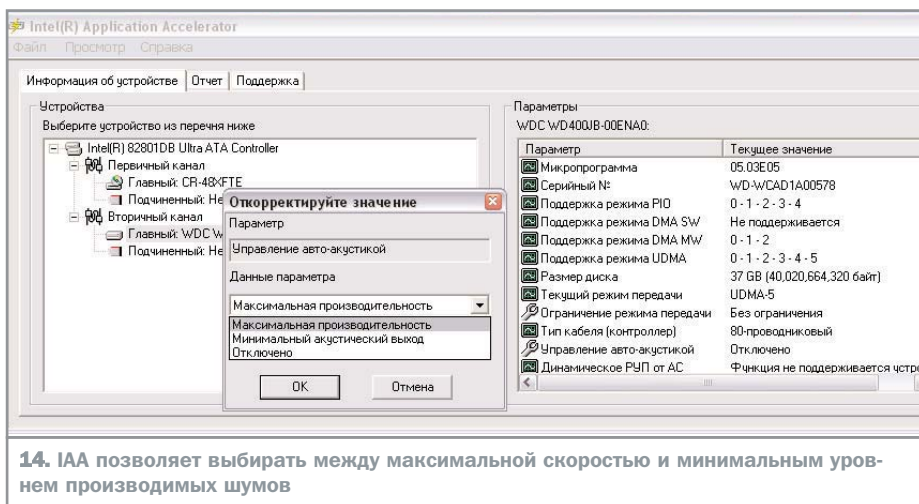 Intel(R) Application Accelerator
Файл Просмотр Справка
Информация об устройстве Отчет Поддержка
Устройства
Выберите устройство из перечня ниже
Intel(R) 82801DB Ultra ATA Controller
Первичный канал
Главный: CR-48XFTE
Подчиненный: Не
Вторичный канал
Главный: WDC W
Подчиненный: Не
Откорректируйте значение
Параметр
Управление авто-акустикой
Данные параметра
Максимальная производительность
Максимальная производительность
Минимальный акустический выход
Отключено
OK Отмена
Параметры
WDC WD400JB-00ENA0:
Параметр Текущее значение
Микропрограмма 05.03E05
Серийный № WD-WCAD1A00578
Поддержка режима PIO 0 - 1 - 2 - 3 - 4
Поддержка режима DMA SW Не поддерживается
Поддержка режима DMA MW 0 - 1 - 2
Поддержка режима UDMA 0 - 1 - 2 - 3 - 4 - 5
Размер диска 37 GB (40,020,664,320 байт)
Текущий режим передачи UDMA-5
Ограничение режима передачи Без ограничения
Тип кабеля (контроллер) 80-проводниковый
Управление авто-акустикой Отключено
Динамическое РУП от АС Функция не поддерживается устро
14. IAA позволяет выбирать между максимальной скоростью и минимальным уров-
нем производимых шумов